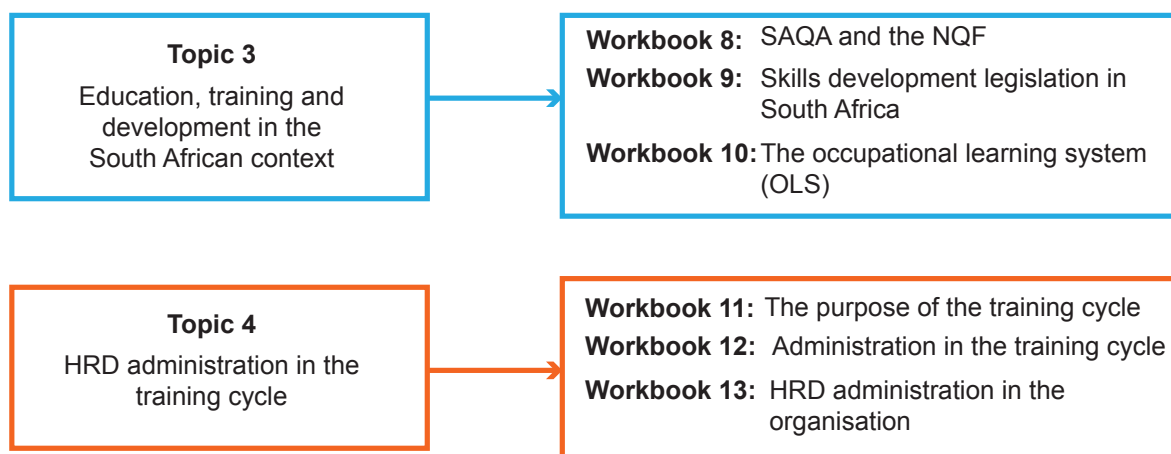 Topic 3
Education, training and
development in the
South African context
Workbook 8: SAQA and the NQF
Workbook 9: Skills development legislation in
South Africa
Workbook 10: The occupational learning system
(OLS)
Topic 4
HRD administration in the
training cycle
Workbook 11: The purpose of the training cycle
Workbook 12: Administration in the training cycle
Workbook 13: HRD administration in the
organisation